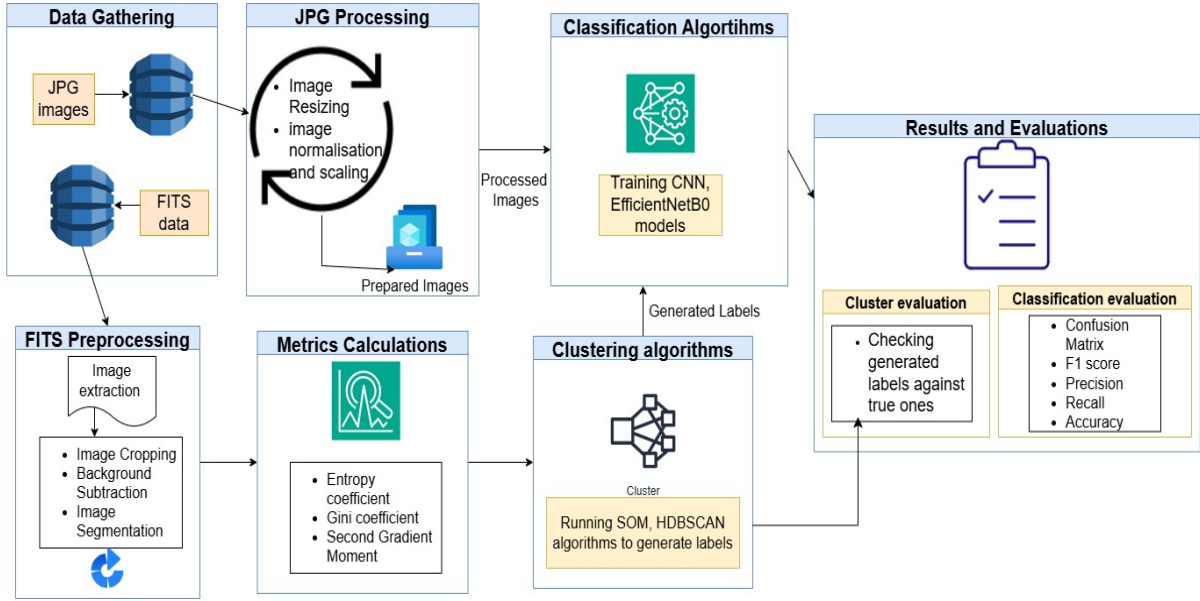 Data Gathering
JPG
images
FITS
data
JPG Processing
• Image
Resizing
• image
normalisation
and scaling
Prepared Images
Processed
Images
Classification Algortihms
Training CNN,
EfficientNetB0
models
Generated Labels
Results and Evaluations
Cluster evaluation
• Checking
generated
labels against
true ones
Classification evaluation
• Confusion
Matrix
• F1 score
• Precision
• Recall
• Accuracy
FITS Preprocessing
Image
extraction
• Image Cropping
• Background
Subtraction
• Image
Segmentation
Metrics Calculations
• Entropy
coefficient
• Gini coefficient
• Second Gradient
Moment
Clustering algorithms
Cluster
Running SOM, HDBSCAN
algorithms to generate labels